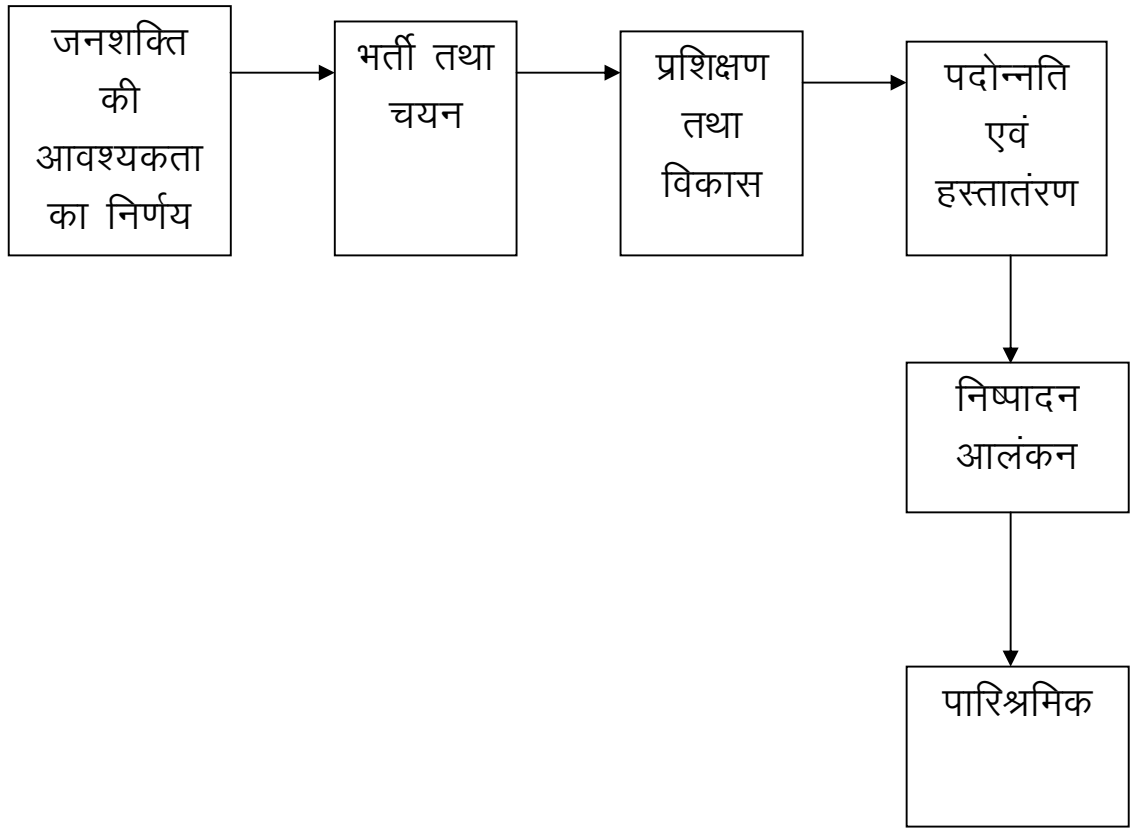 जनशक्ति
की
आवश्यकता
का निर्णय
भर्ती तथा
चयन
प्रशिक्षण
तथा
विकास
पदोन्नति
एवं
हस्तातंरण
निष्पादन
आलंकन
पारिश्रमिक